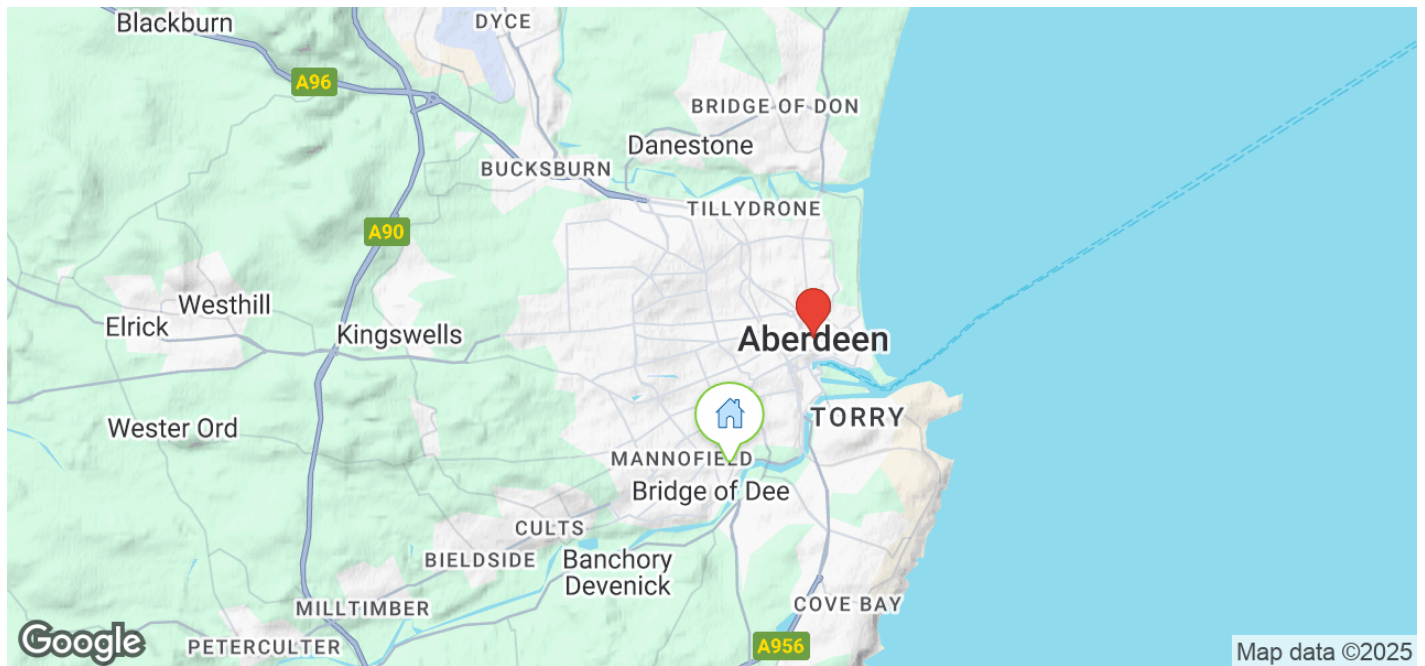 Blackburn
DYCE
A96
BRIDGE OF DON
Danestone
BUCKSBURN
TILLYDRONE
A90
Westhill
Elrick
Kingswells
Aberdeen
Wester Ord
TORRY
MANNOFIELD
Bridge of Dee
CULTS
BIELDSIDE
Banchory
Devenick
MILLTIMBER
COVE BAY
PETERCULTER
A956
Google
Map data ©2025